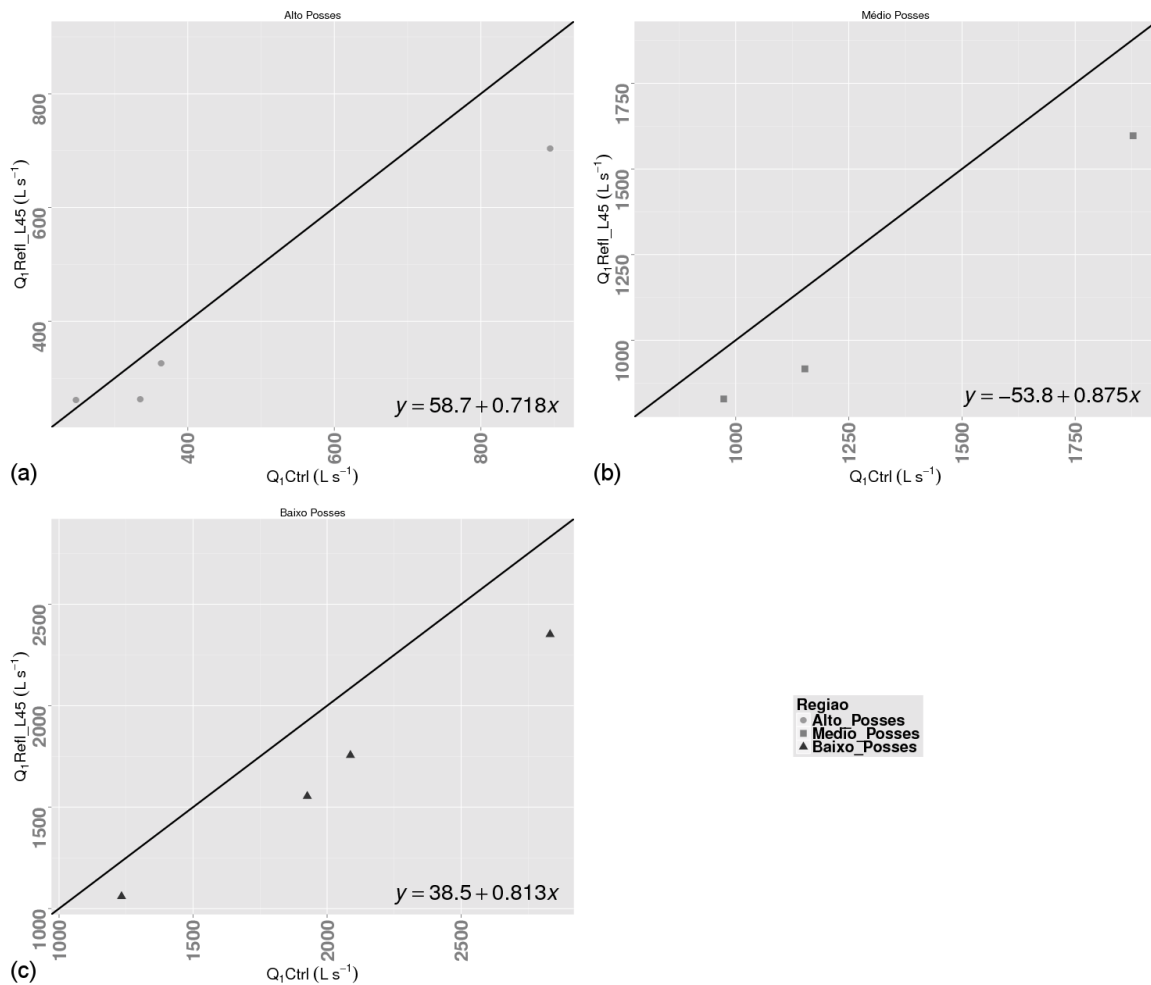 Alto Posses
800
600
400
Q₁Refl_L45 (L s⁻¹)
y = 58.7 + 0.718x
400
600
800
(a)
Q₁Ctrl (L s⁻¹)
Médio Posses
1750
1500
1250
1000
Q₁Refl_L45 (L s⁻¹)
y = −53.8 + 0.875x
1000
1250
1500
1750
(b)
Q₁Ctrl (L s⁻¹)
Baixo Posses
2500
2000
1500
1000
Q₁Refl_L45 (L s⁻¹)
y = 38.5 + 0.813x
1000
1500
2000
2500
(c)
Q₁Ctrl (L s⁻¹)
Regiao
Alto_Posses
Medio_Posses
Baixo_Posses